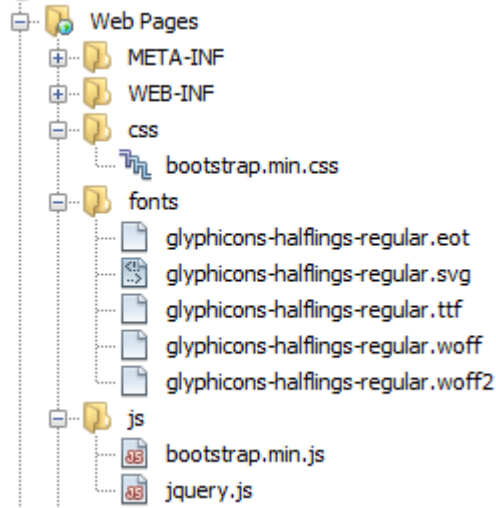 Web Pages
META-INF
WEB-INF
css
bootstrap.min.css
fonts
glyphicons-halflings-regular.eot
glyphicons-halflings-regular.svg
glyphicons-halflings-regular.ttf
glyphicons-halflings-regular.woff
glyphicons-halflings-regular.woff2
js
bootstrap.min.js
jquery.js